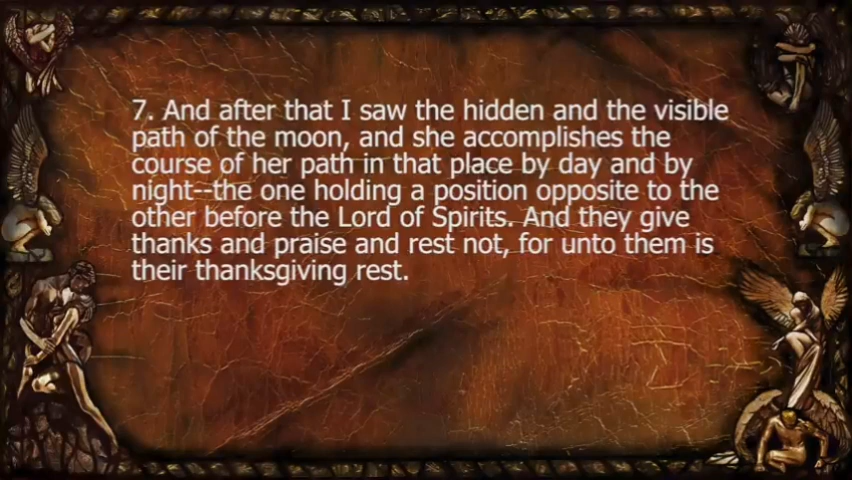 7. And after that I saw the hidden and the visible
path of the moon, and she accomplishes the
course of her path in that place by day and by
night--the one holding a position opposite to the
other before the Lord of Spirits. And they give
thanks and praise and rest not, for unto them is
their thanksgiving rest.